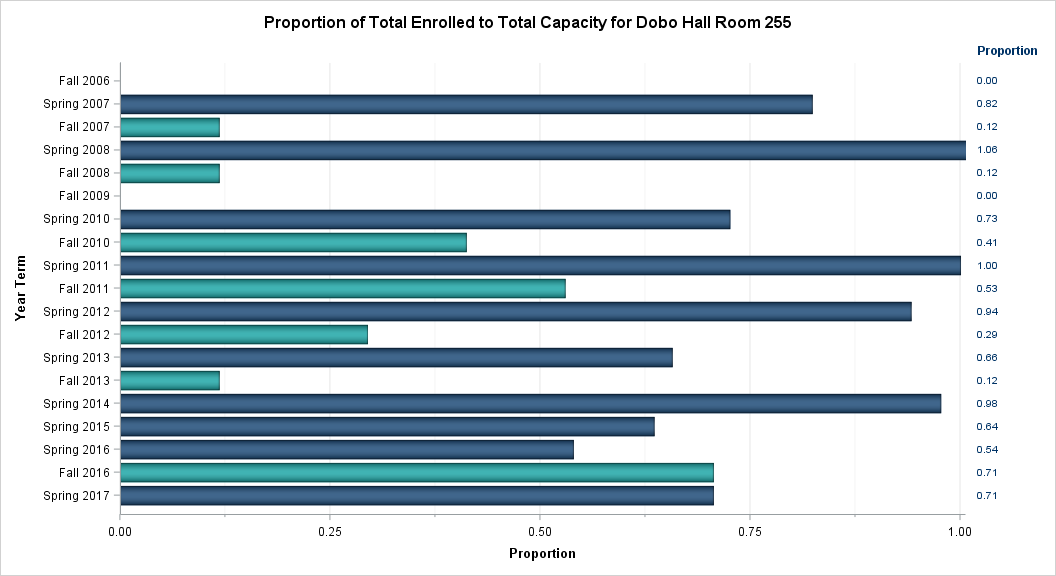 Proportion of Total Enrolled to Total Capacity for Dobo Hall Room 255
Proportion
Fall 2006 0.00
Spring 2007 0.82
Fall 2007 0.12
Spring 2008 1.06
Fall 2008 0.12
Fall 2009 0.00
Spring 2010 0.73
Fall 2010 0.41
Spring 2011 1.00
Fall 2011 0.53
Spring 2012 0.94
Fall 2012 0.29
Spring 2013 0.66
Fall 2013 0.12
Spring 2014 0.98
Spring 2015 0.64
Spring 2016 0.54
Fall 2016 0.71
Spring 2017 0.71
Year Term
0.00 0.25 0.50 0.75 1.00
Proportion